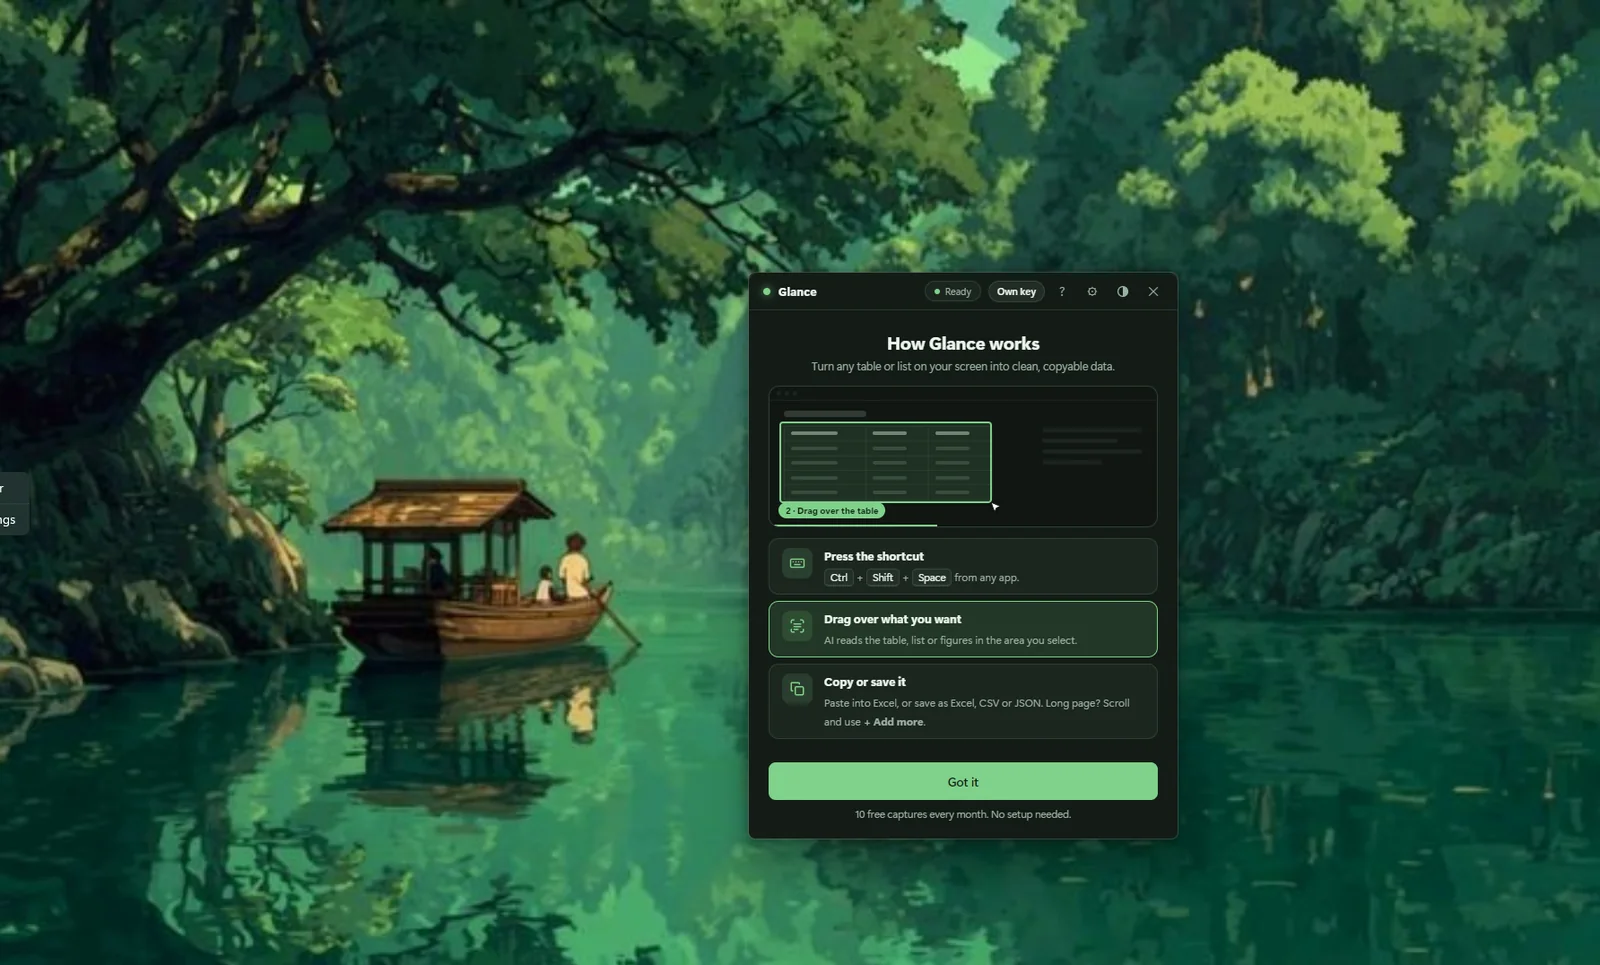 r
ngs
Glance
Ready
Own key
?
How Glance works
Turn any table or list on your screen into clean, copyable data.
2 · Drag over the table
Press the shortcut
Ctrl + Shift + Space from any app.
Drag over what you want
AI reads the table, list or figures in the area you select.
Copy or save it
Paste into Excel, or save as Excel, CSV or JSON. Long page? Scroll
and use + Add more.
Got it
10 free captures every month. No setup needed.